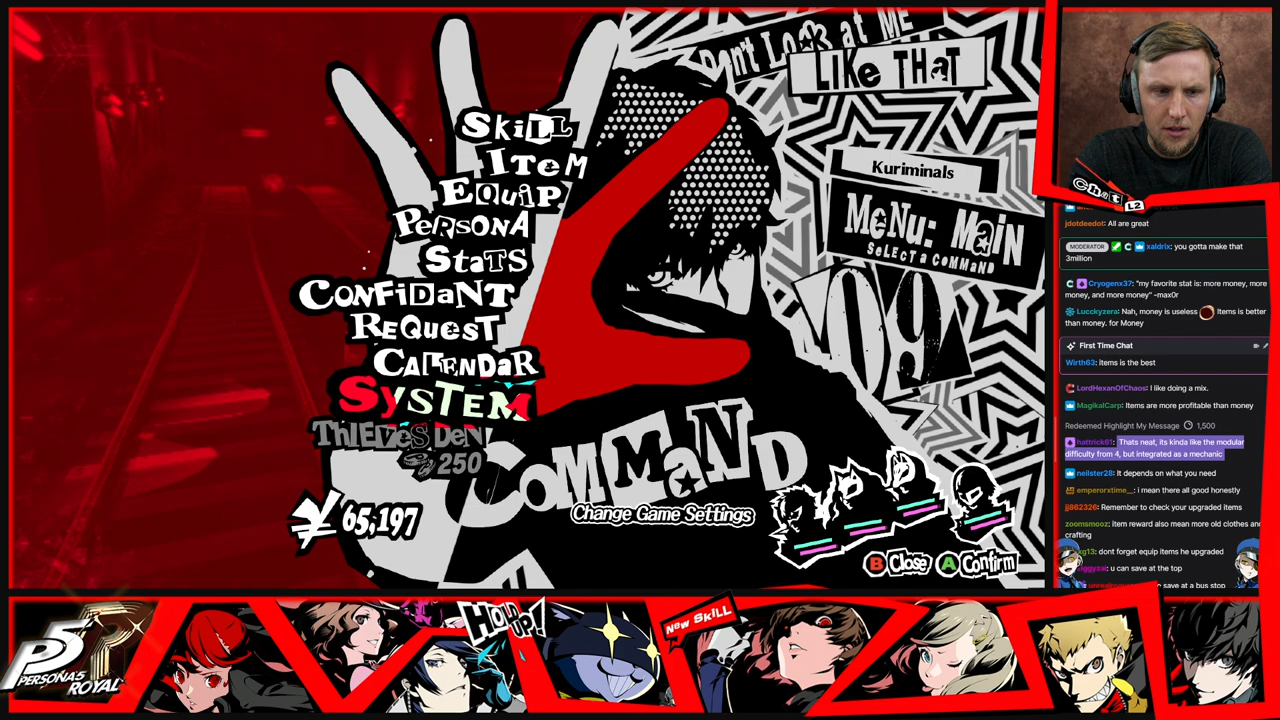 Don't Look at Me
Like That
Kuriminals
Menu: Main
Select a Command
09
Skill
Item
Equip
Persona
Stats
Confidant
Request
Calendar
System
Thieves Den
250
¥ 65,197
Command
Change Game Settings
B Close A Confirm
Chat L2
jdotdeedot: All are great
MODERATOR xaldrix: you gotta make that
3million
Cryogenx37: "my favorite stat is: more money, more
money, and more money" -max0r
Lucckyzera: Nah, money is useless Items is better
than money. for Money
First Time Chat
Wirth63: Items is the best
LordHexanOfChaos: I like doing a mix.
MagikalCarp: Items are more profitable than money
Redeemed Highlight My Message 1,500
hattrick61: Thats neat, its kinda like the modular
difficulty from 4, but integrated as a mechanic
neilster28: It depends on what you need
emperorxtime__: i mean there all good honestly
jj862326: Remember to check your upgraded items
zoomsmooz: item reward also mean more old clothes and
crafting
dont forget equip items he upgraded
u can save at the top
save at a bus stop
HOLD UP!
New Skill
P5R
PERSONA5
ROYAL